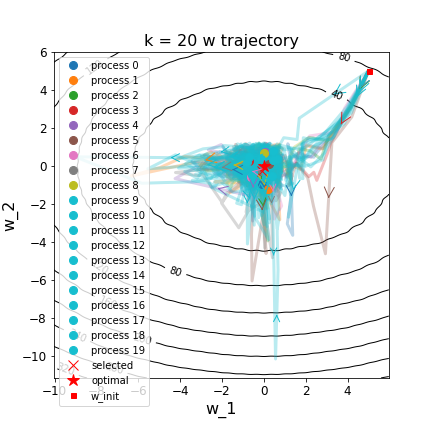 k = 20 w trajectory
w_2
6
4
2
0
−2
−4
−6
−8
−10
process 0
process 1
process 2
process 3
process 4
process 5
process 6
process 7
process 8
process 9
process 10
process 11
process 12
process 13
process 14
process 15
process 16
process 17
process 18
process 19
selected
optimal
w_init
80
40
80
−10
−8
−6
−4
−2
0
2
4
w_1